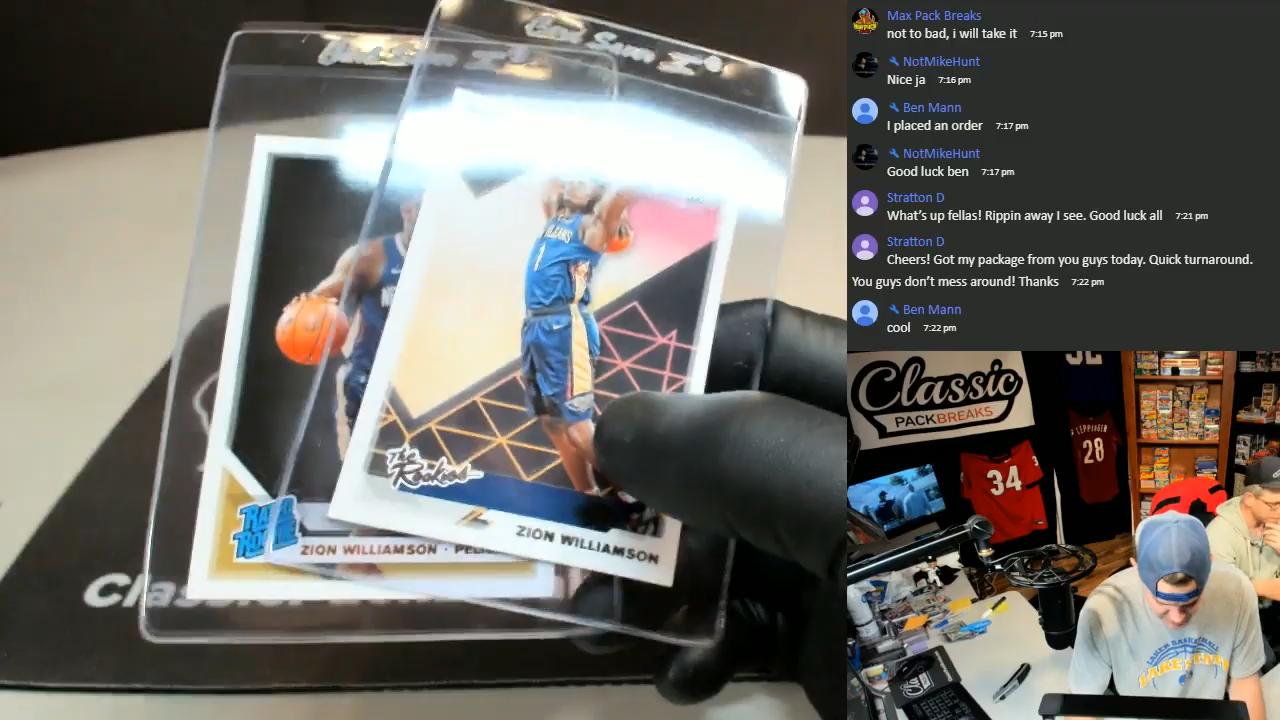 Max Pack Breaks
not to bad, i will take it 7:15 pm
NotMikeHunt
Nice ja 7:16 pm
Ben Mann
I placed an order 7:17 pm
NotMikeHunt
Good luck ben 7:17 pm
Stratton D
What's up fellas! Rippin away I see. Good luck all 7:21 pm
Stratton D
Cheers! Got my package from you guys today. Quick turnaround.
You guys don't mess around! Thanks 7:22 pm
Ben Mann
cool 7:22 pm
The
Rookies
ZION WILLIAMSON
RATED
ROOKIE
ZION WILLIAMSON
Classic
PACKBREAKS
34
28